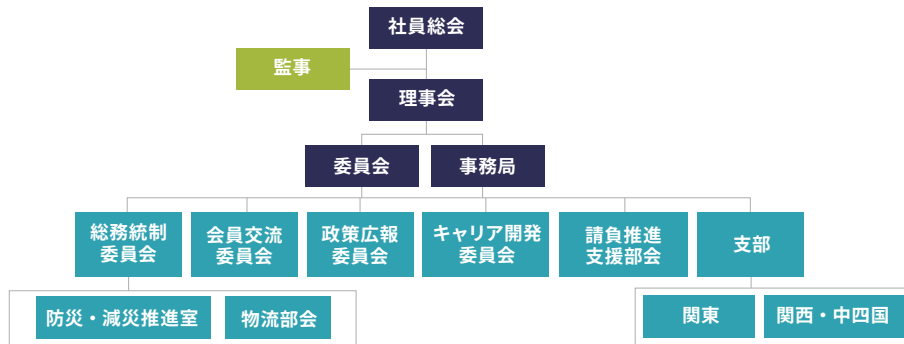 社員総会
監事
理事会
委員会
事務局
総務統制
委員会
会員交流
委員会
政策広報
委員会
キャリア開発
委員会
請負推進
支援部会
支部
防災・減災推進室
物流部会
関東
関西・中四国